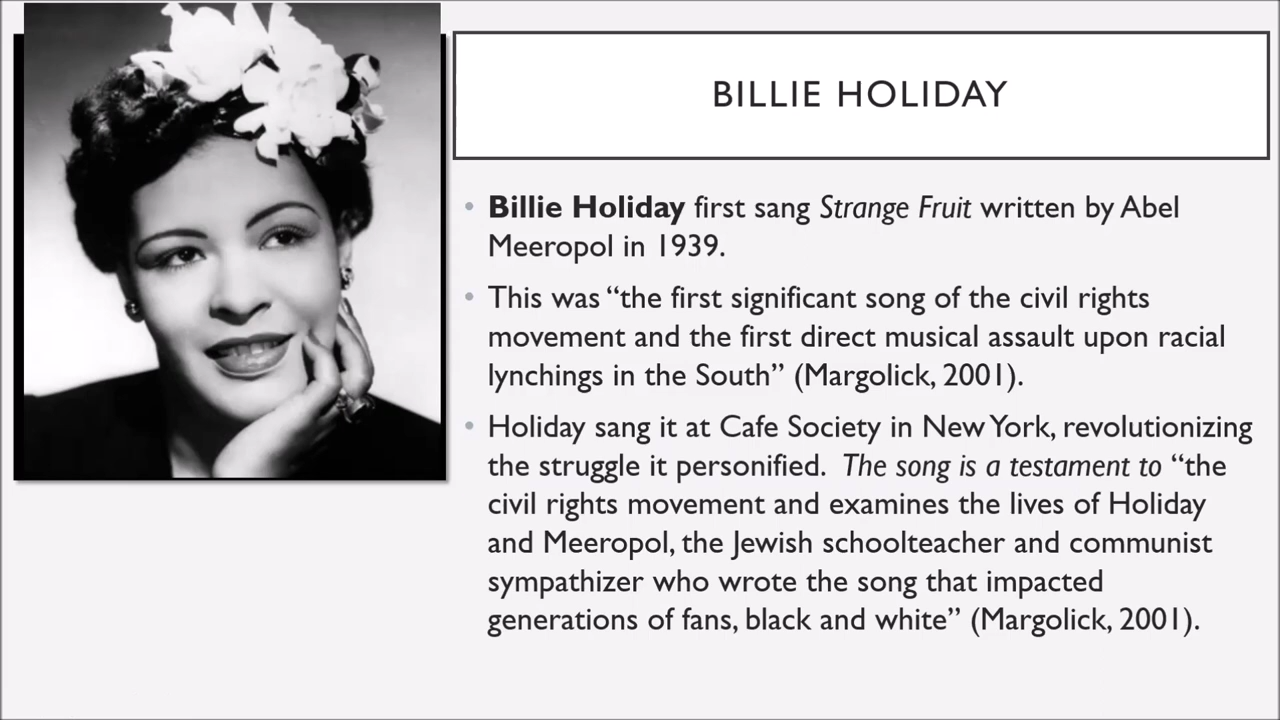 BILLIE HOLIDAY
• Billie Holiday first sang Strange Fruit written by Abel
Meeropol in 1939.
• This was “the first significant song of the civil rights
movement and the first direct musical assault upon racial
lynchings in the South” (Margolick, 2001).
• Holiday sang it at Cafe Society in New York, revolutionizing
the struggle it personified. The song is a testament to “the
civil rights movement and examines the lives of Holiday
and Meeropol, the Jewish schoolteacher and communist
sympathizer who wrote the song that impacted
generations of fans, black and white” (Margolick, 2001).